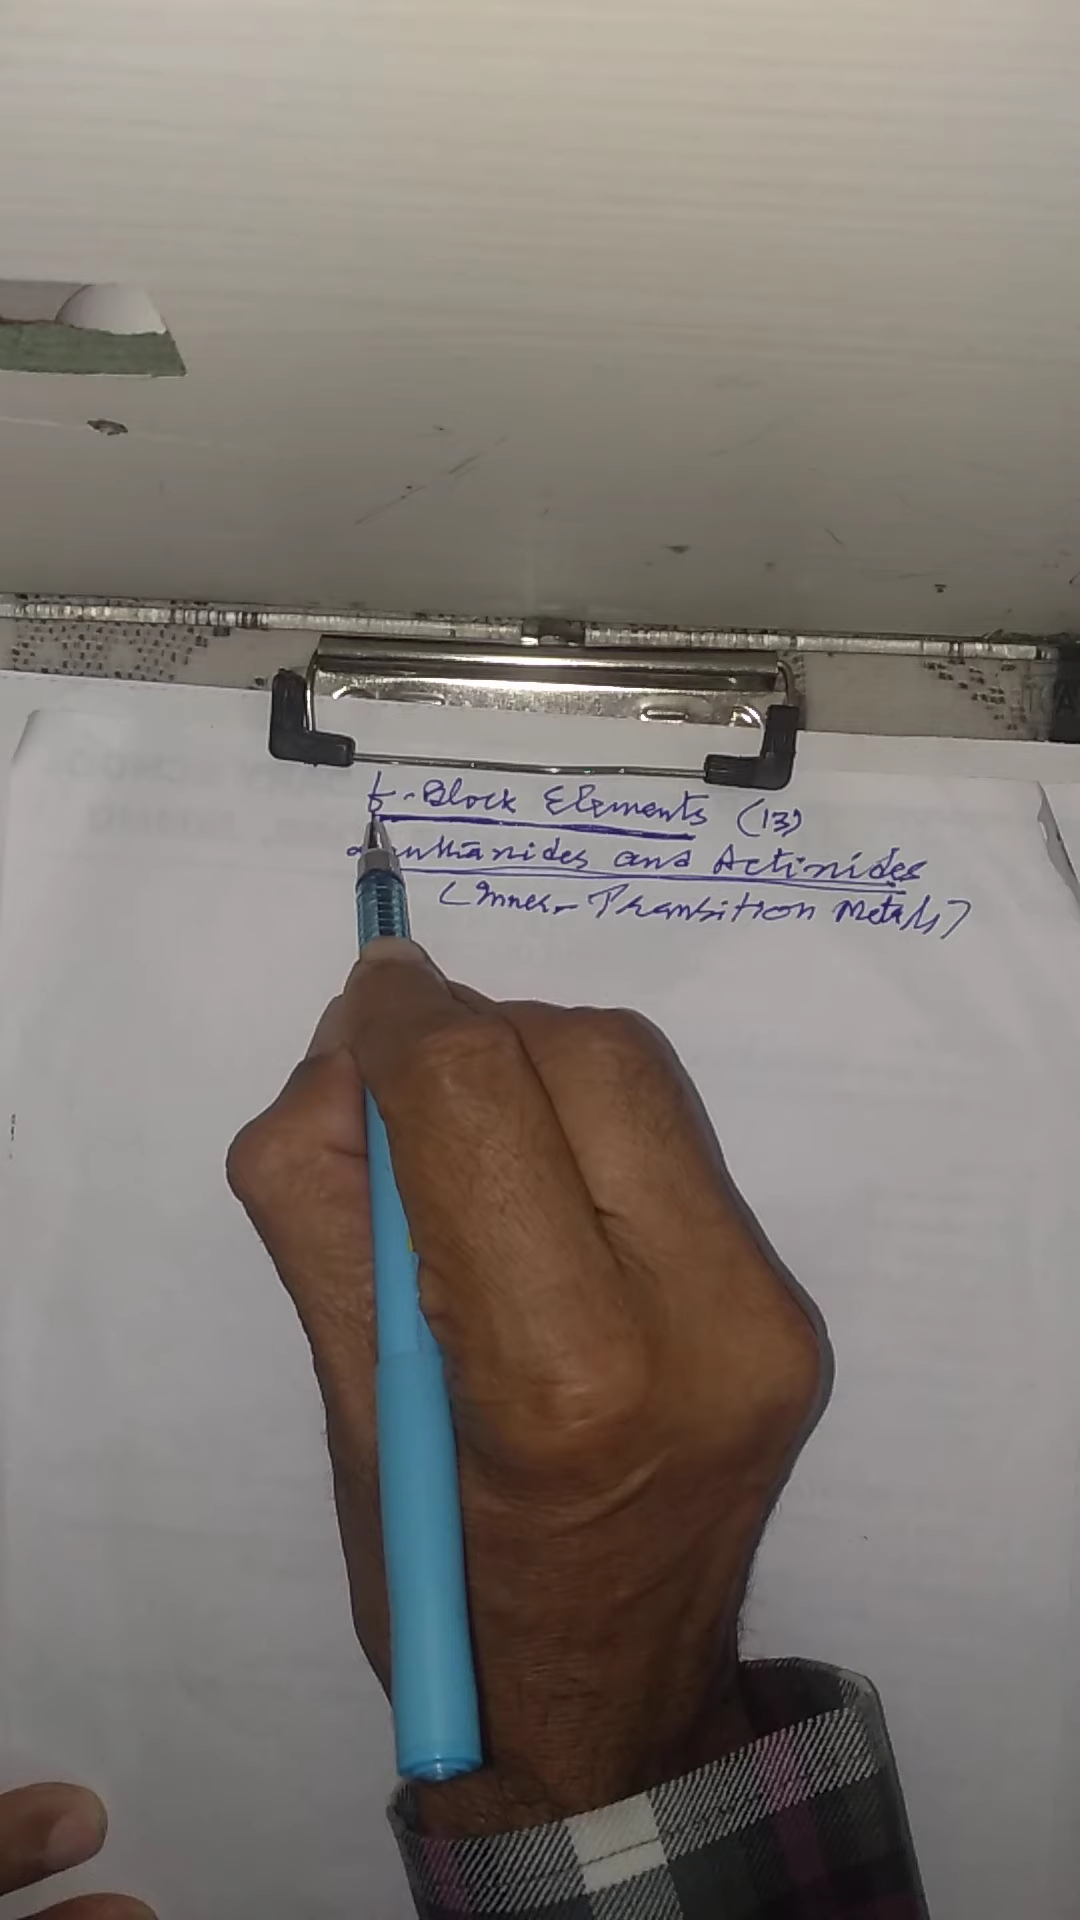 f-Block Elements (13)
Lanthanides and Actinides
(Inner-Transition Metals)